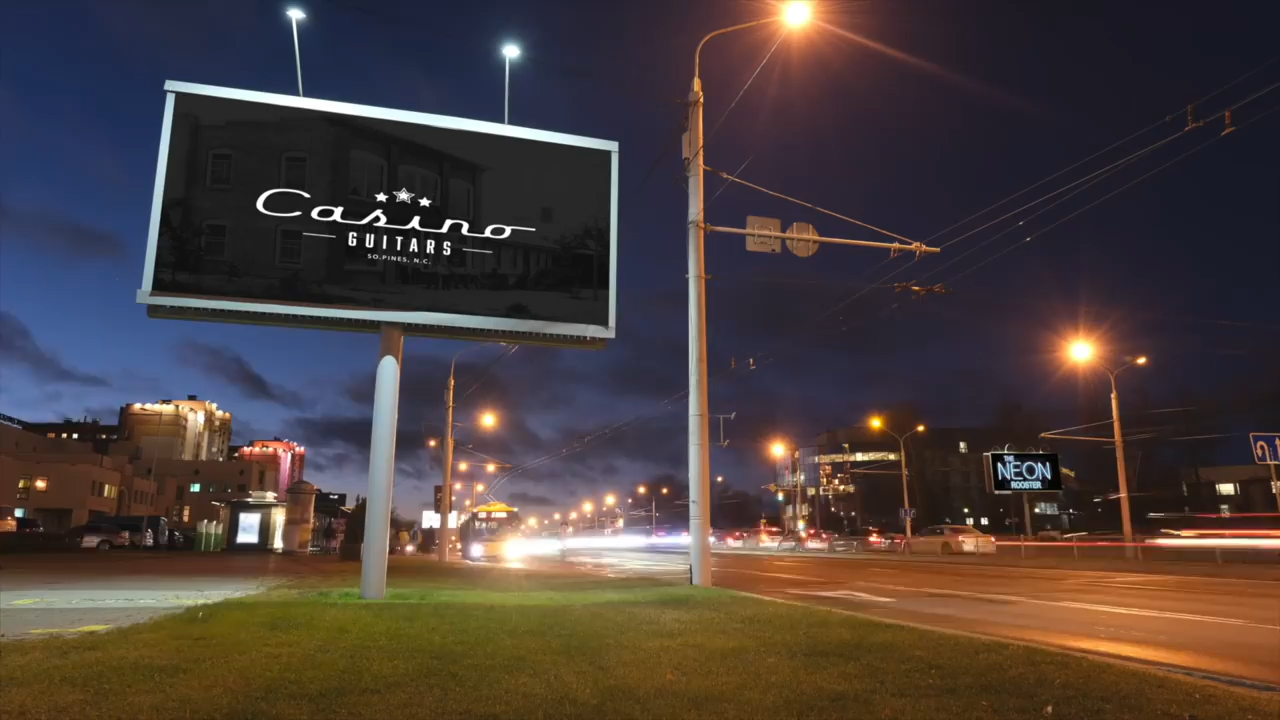 Casino
GUITARS
SO.PINES, N.C.
THE
NEON
ROOSTER